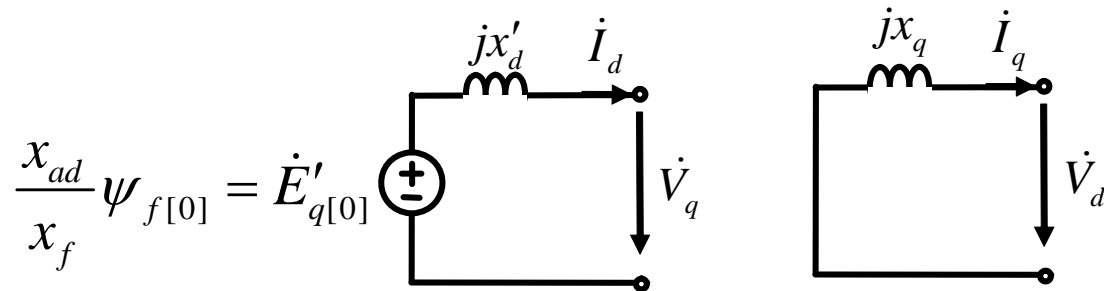 jx′_d
İ_d
x_ad / x_f ψ_f[0] = Ė′_q[0]
+
−
V̇_q
jx_q
İ_q
V̇_d